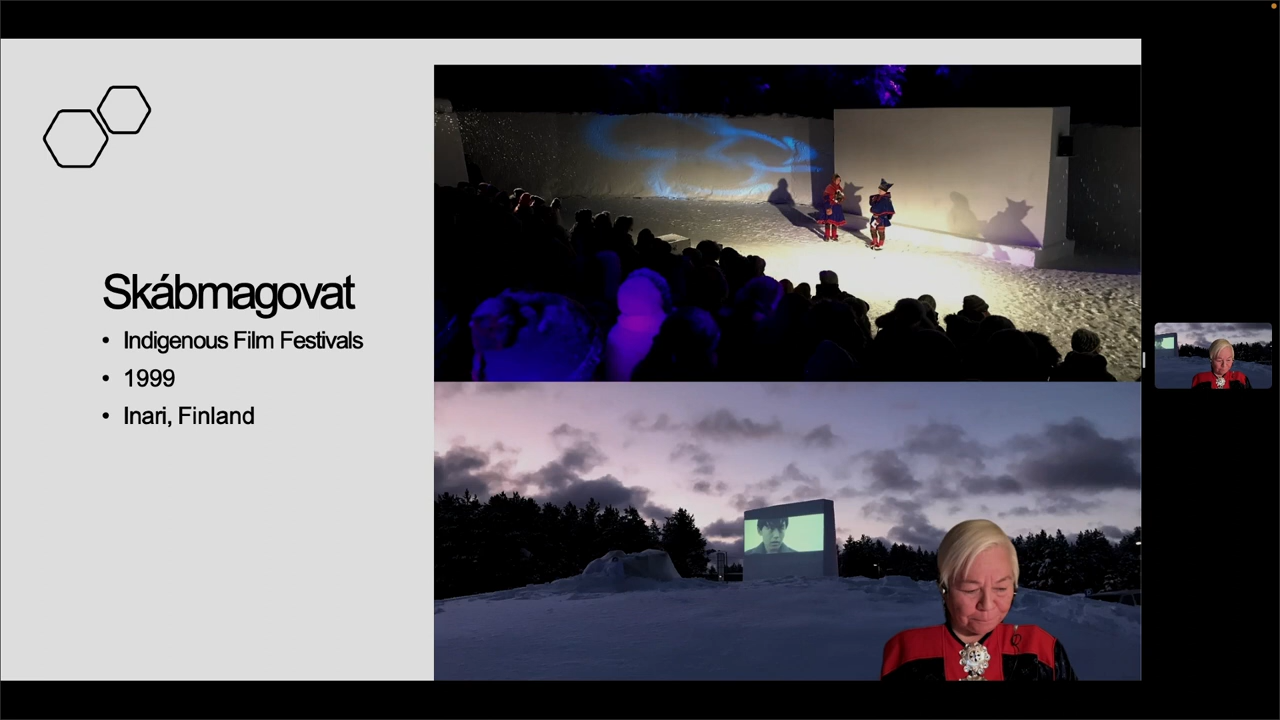 Skábmagovat
• Indigenous Film Festivals
• 1999
• Inari, Finland